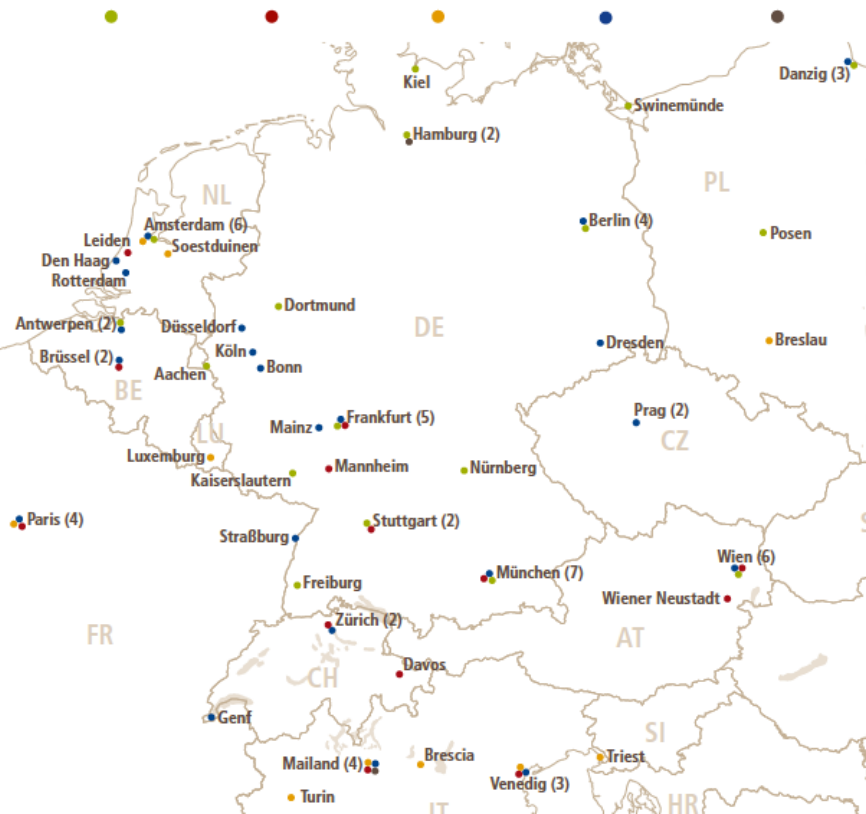 Kiel
Danzig (3)
Swinemünde
Hamburg (2)
NL
PL
Amsterdam (6)
Berlin (4)
Posen
Leiden
Soestduinen
Den Haag
Rotterdam
Dortmund
Antwerpen (2)
Düsseldorf
DE
Dresden
Breslau
Köln
Brüssel (2)
Bonn
Aachen
BE
Prag (2)
Frankfurt (5)
Mainz
LU
CZ
Luxemburg
Mannheim
Nürnberg
Kaiserslautern
Paris (4)
Stuttgart (2)
Straßburg
Wien (6)
München (7)
Freiburg
Wiener Neustadt
Zürich (2)
FR
AT
Davos
CH
Genf
SI
Brescia
Triest
Mailand (4)
Venedig (3)
Turin
HR
IT